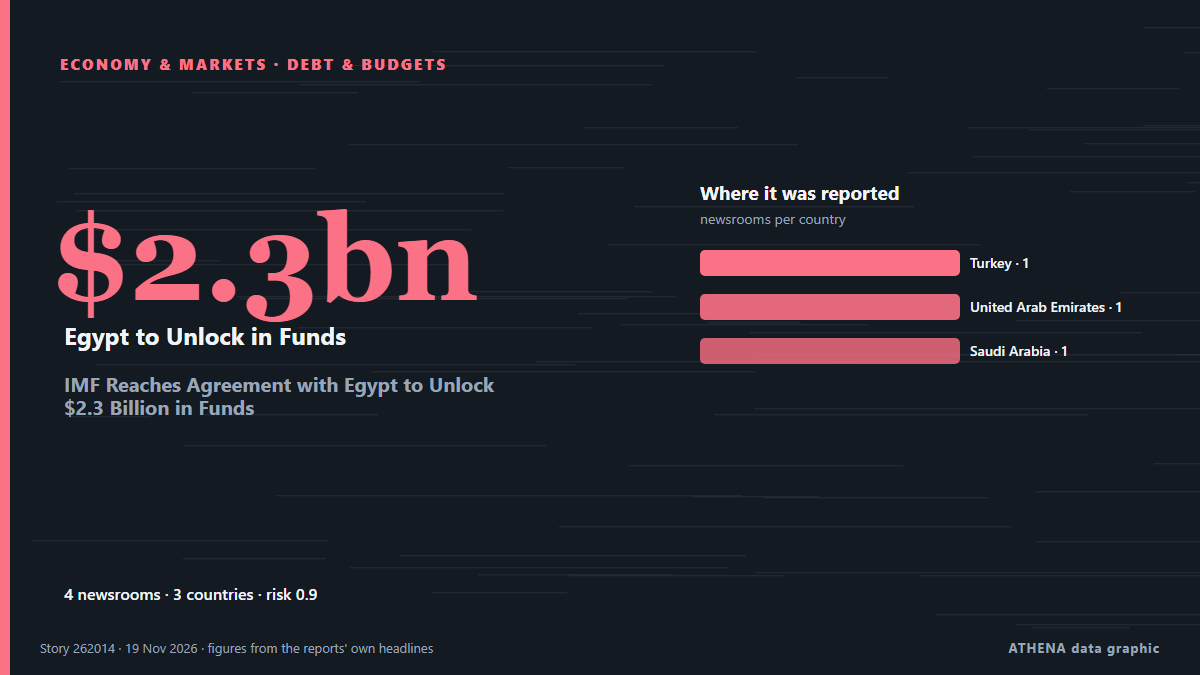 ECONOMY & MARKETS · DEBT & BUDGETS
$2.3bn
Egypt to Unlock in Funds
IMF Reaches Agreement with Egypt to Unlock
$2.3 Billion in Funds
Where it was reported
newsrooms per country
Turkey · 1
United Arab Emirates · 1
Saudi Arabia · 1
4 newsrooms · 3 countries · risk 0.9
Story 262014 · 19 Nov 2026 · figures from the reports' own headlines
ATHENA data graphic